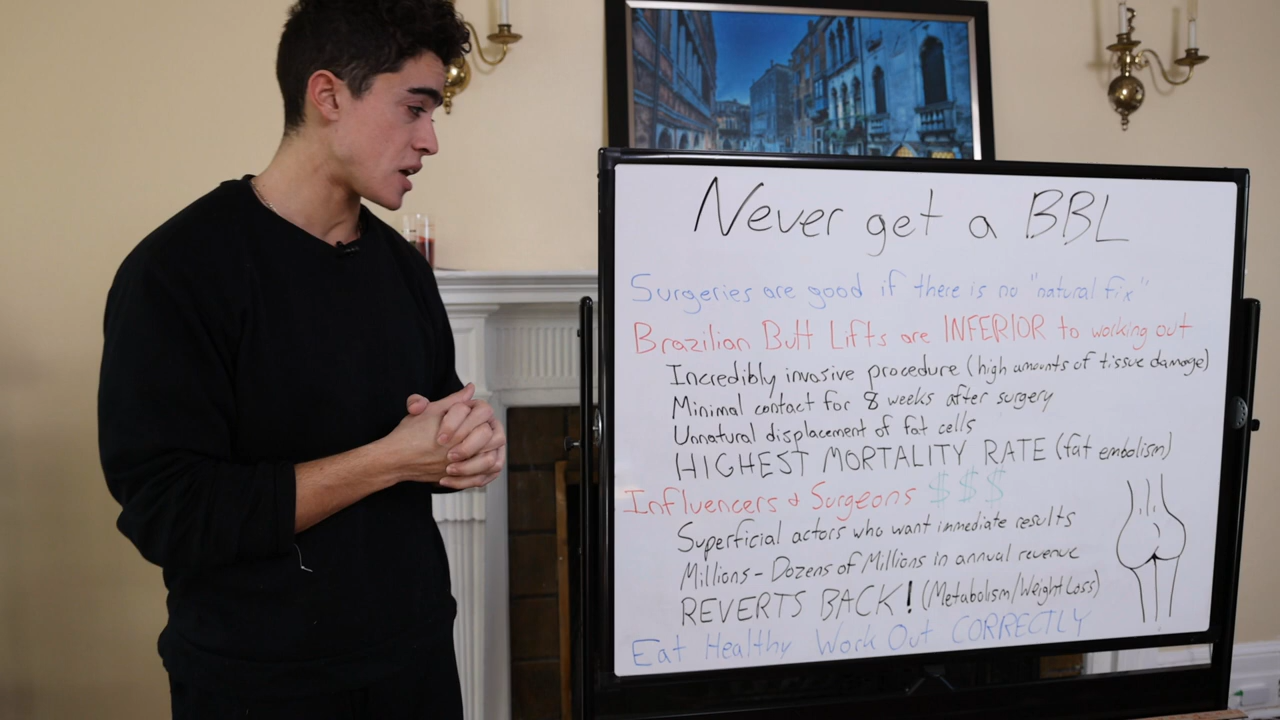 Never get a BBL
Surgeries are good if there is no "natural fix"
Brazilian Butt Lifts are INFERIOR to working out
Incredibly invasive procedure (high amounts of tissue damage)
Minimal contact for 8 weeks after surgery
Unnatural displacement of fat cells
HIGHEST MORTALITY RATE (fat embolism)
Influencers & Surgeons $$$
Superficial actors who want immediate results
Millions - Dozens of Millions in annual revenue
REVERTS BACK! (Metabolism/Weight Loss)
Eat Healthy Work Out CORRECTLY